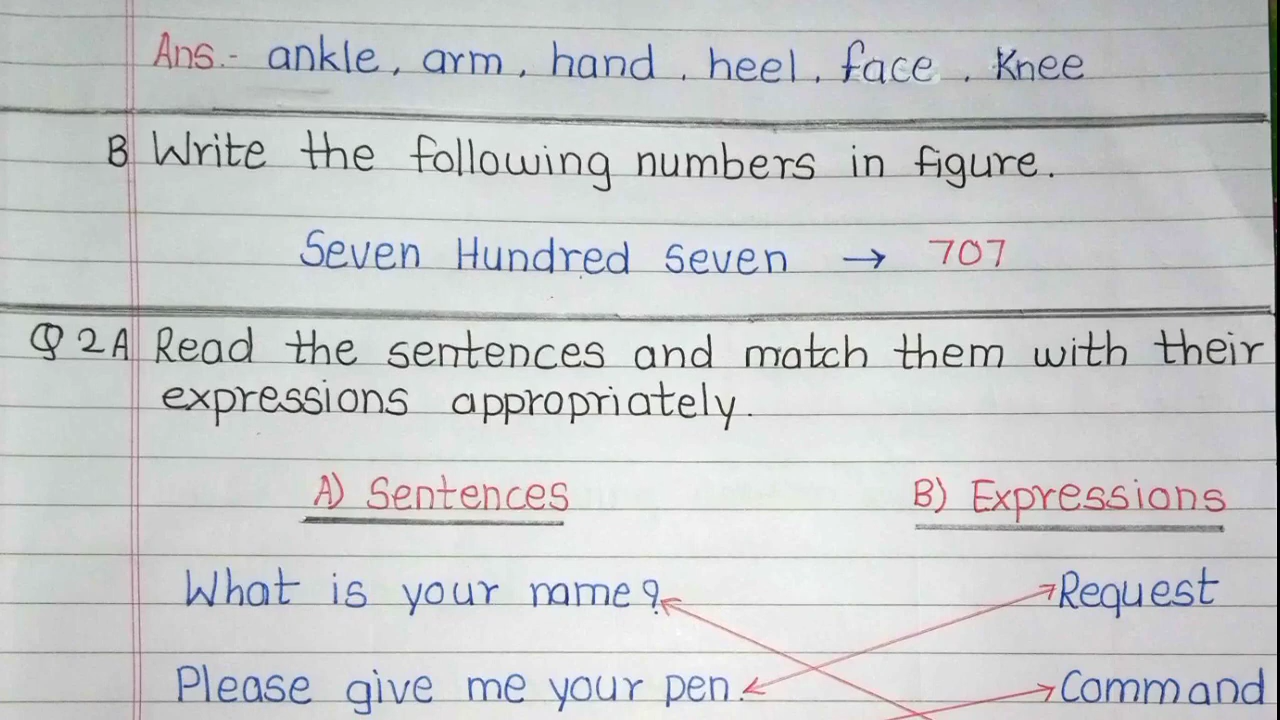 Ans.- ankle, arm, hand, heel, face, Knee
B Write the following numbers in figure.
Seven Hundred seven → 707
Q 2A Read the sentences and match them with their
expressions appropriately.
A) Sentences B) Expressions
What is your name? Request
Please give me your pen. Command